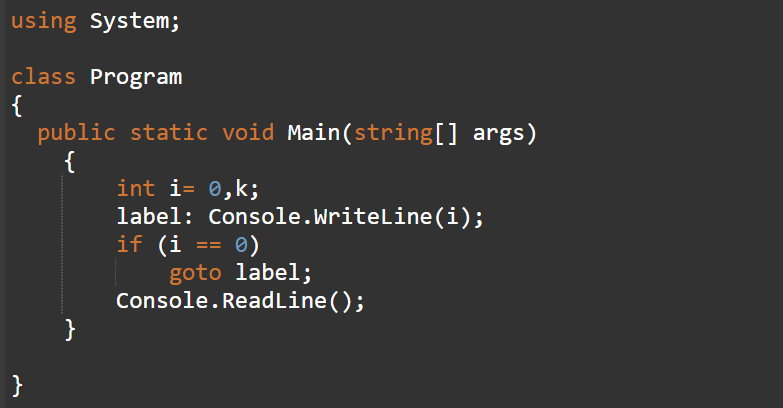 using System;
class Program
{
public static void Main(string[] args)
{
int i= 0,k;
label: Console.WriteLine(i);
if (i == 0)
goto label;
Console.ReadLine();
}
}